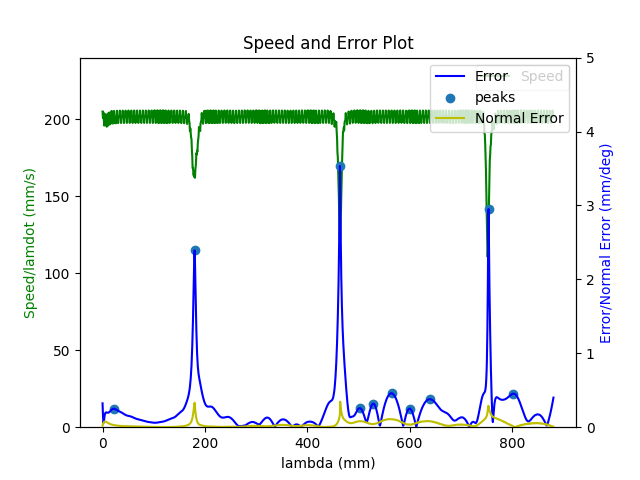 Speed and Error Plot
Error
Speed
peaks
Normal Error
Speed/lamdot (mm/s)
0
50
100
150
200
Error/Normal Error (mm/deg)
0
1
2
3
4
5
0
200
400
600
800
lambda (mm)